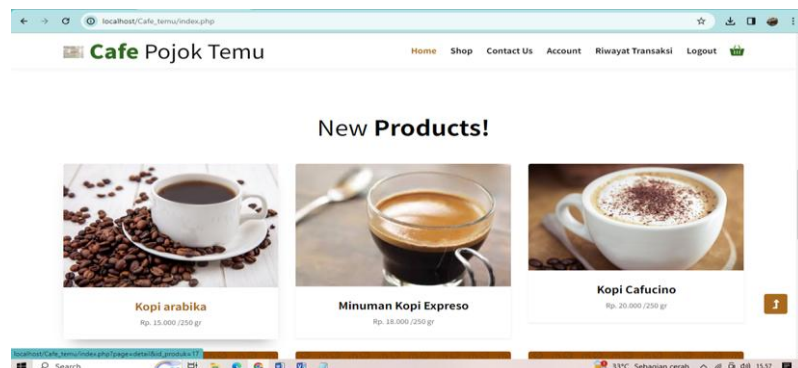 localhost/Cafe_temu/index.php
Cafe Pojok Temu
Home Shop Contact Us Account Riwayat Transaksi Logout
New Products!
Kopi arabika
Rp. 15.000 /250 gr
Minuman Kopi Expreso
Rp. 18.000 /250 gr
Kopi Cafucino
Rp. 20.000 /250 gr
localhost/Cafe_temu/index.php?page=detail&id_produk=17
Search
33°C Sebagian cerah
15.57